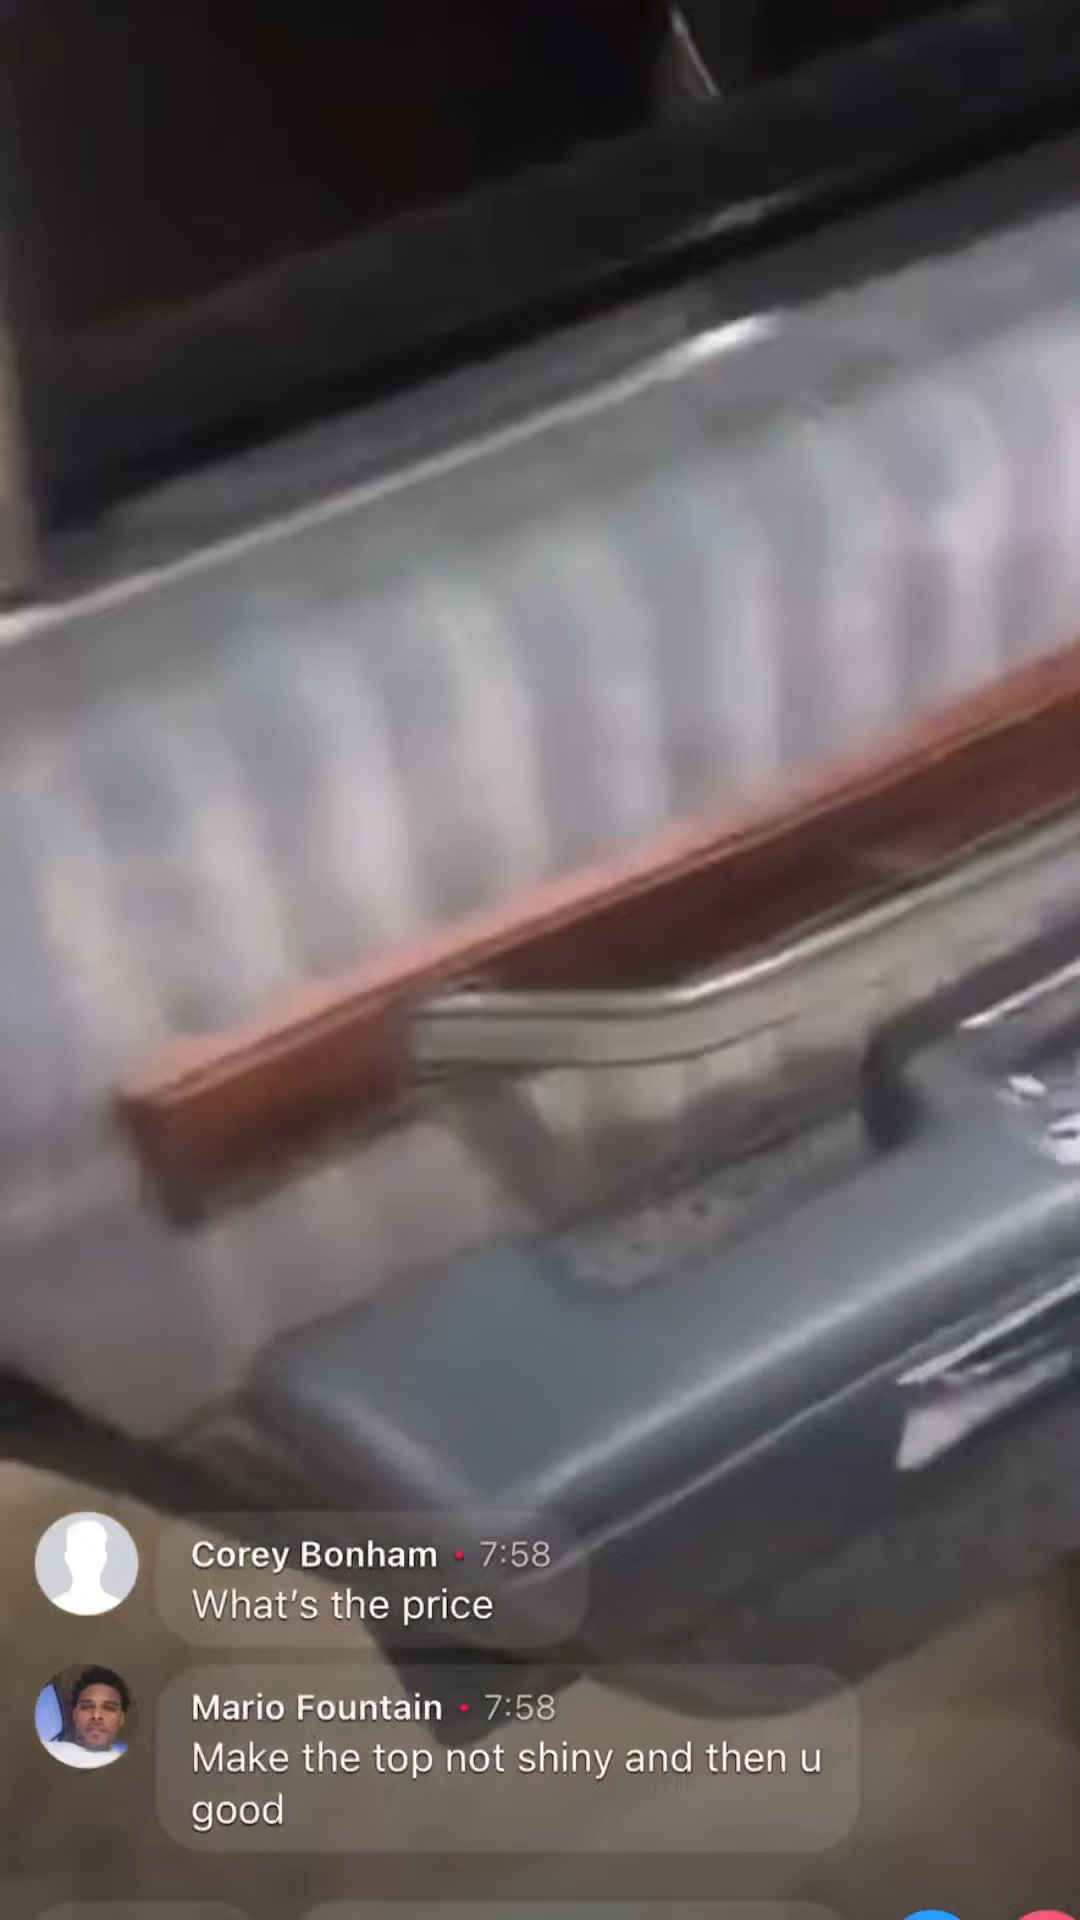 Corey Bonham • 7:58
What's the price
Mario Fountain • 7:58
Make the top not shiny and then u
good